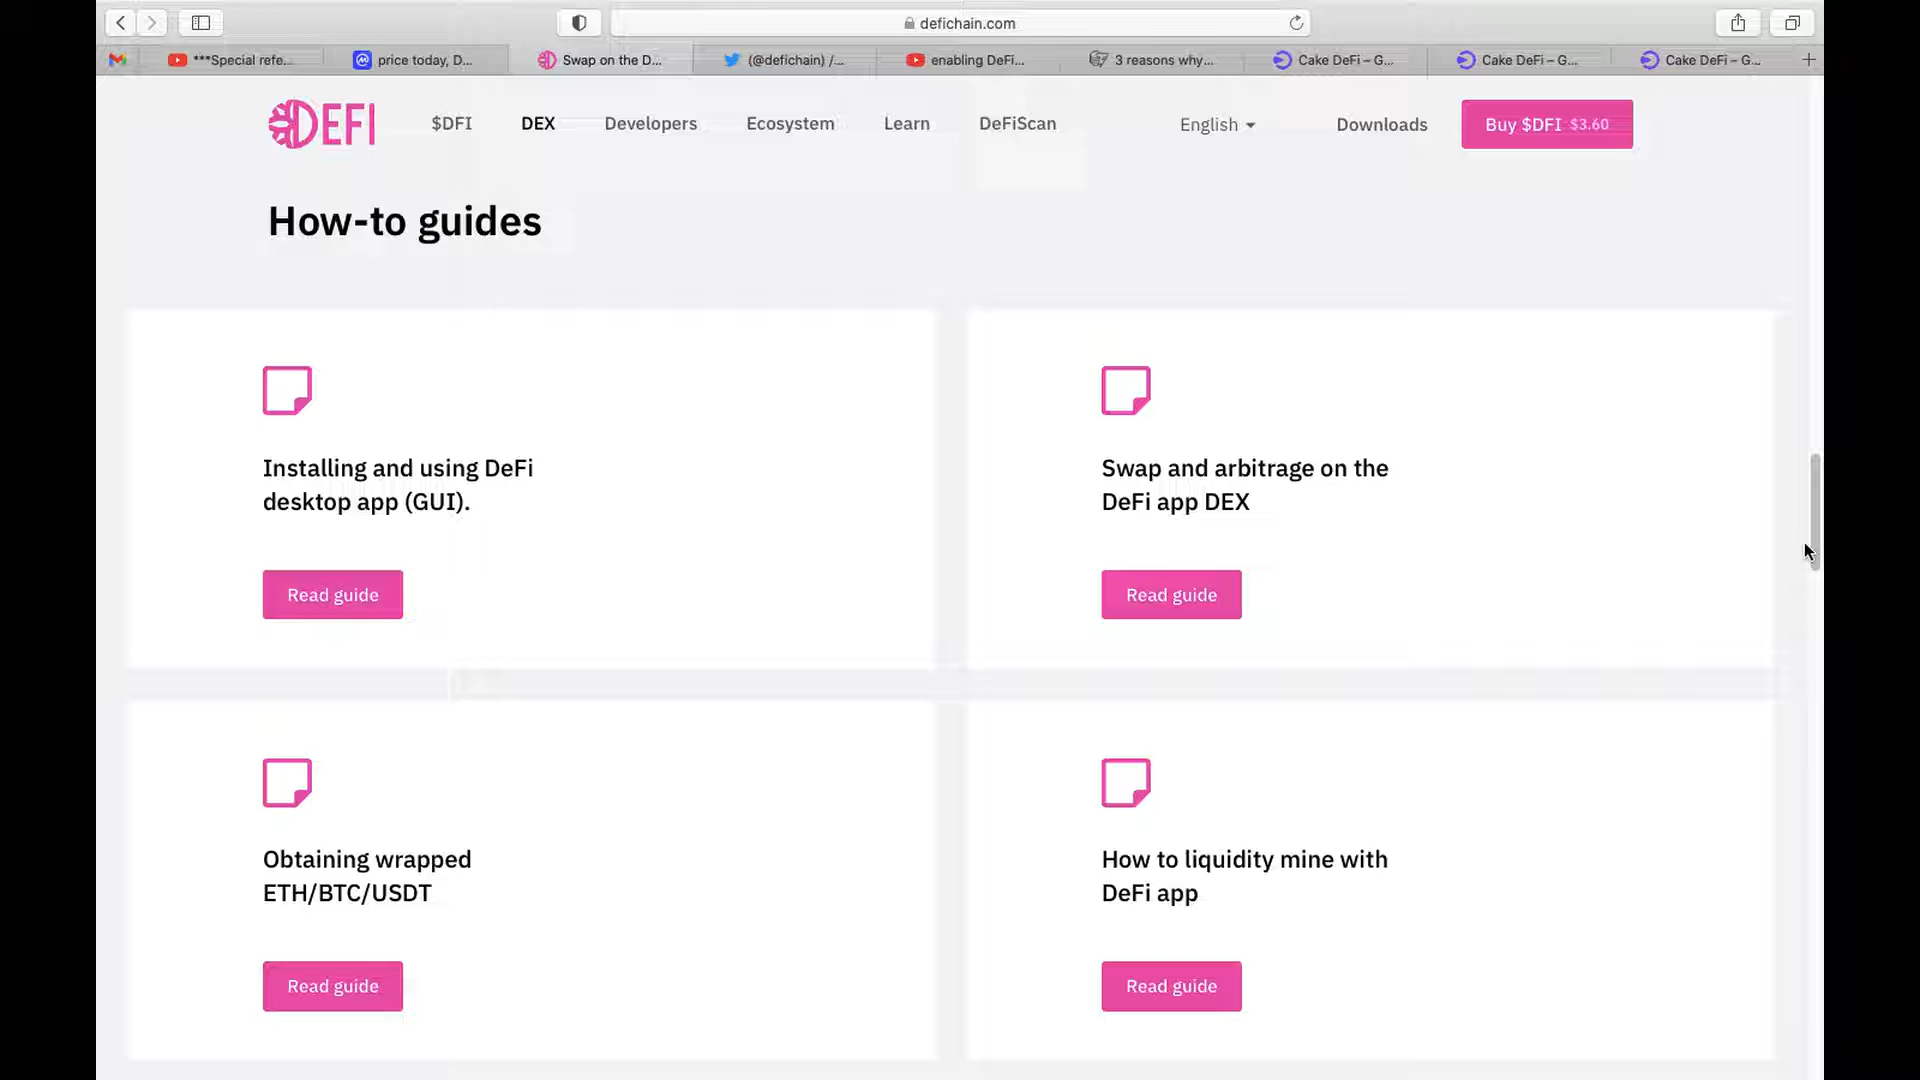 defichain.com
***Special refe...
price today, D...
Swap on the D...
(@defichain) /...
enabling DeFi...
3 reasons why...
Cake DeFi – G...
Cake DeFi – G...
Cake DeFi – G...
DEFI
$DFI
DEX
Developers
Ecosystem
Learn
DeFiScan
English
Downloads
Buy $DFI $3.60
How-to guides
Installing and using DeFi
desktop app (GUI).
Read guide
Swap and arbitrage on the
DeFi app DEX
Read guide
Obtaining wrapped
ETH/BTC/USDT
Read guide
How to liquidity mine with
DeFi app
Read guide